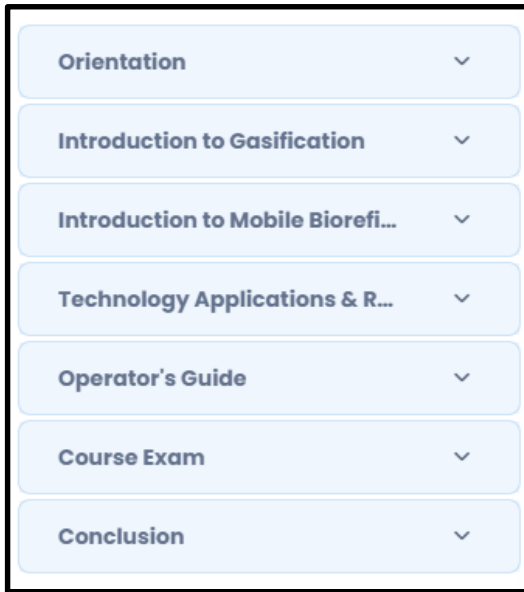 Orientation
Introduction to Gasification
Introduction to Mobile Biorefi...
Technology Applications & R...
Operator's Guide
Course Exam
Conclusion